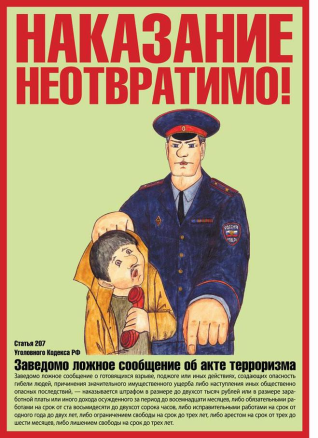 НАКАЗАНИЕ
НЕОТВРАТИМО!
РОССИЯ
Статья 207
Уголовного Кодекса РФ
Заведомо ложное сообщение об акте терроризма
Заведомо ложное сообщение о готовящихся взрыве, поджоге или иных действиях, создающих опасность
гибели людей, причинения значительного имущественного ущерба либо наступления иных общественно
опасных последствий, — наказывается штрафом в размере до двухсот тысяч рублей или в размере зара-
ботной платы или иного дохода осужденного за период до восемнадцати месяцев, либо обязательными ра-
ботами на срок от ста восьмидесяти до двухсот сорока часов, либо исправительными работами на срок от
одного года до двух лет, либо ограничением свободы на срок до трех лет, либо арестом на срок от трех до
шести месяцев, либо лишением свободы на срок до трех лет.